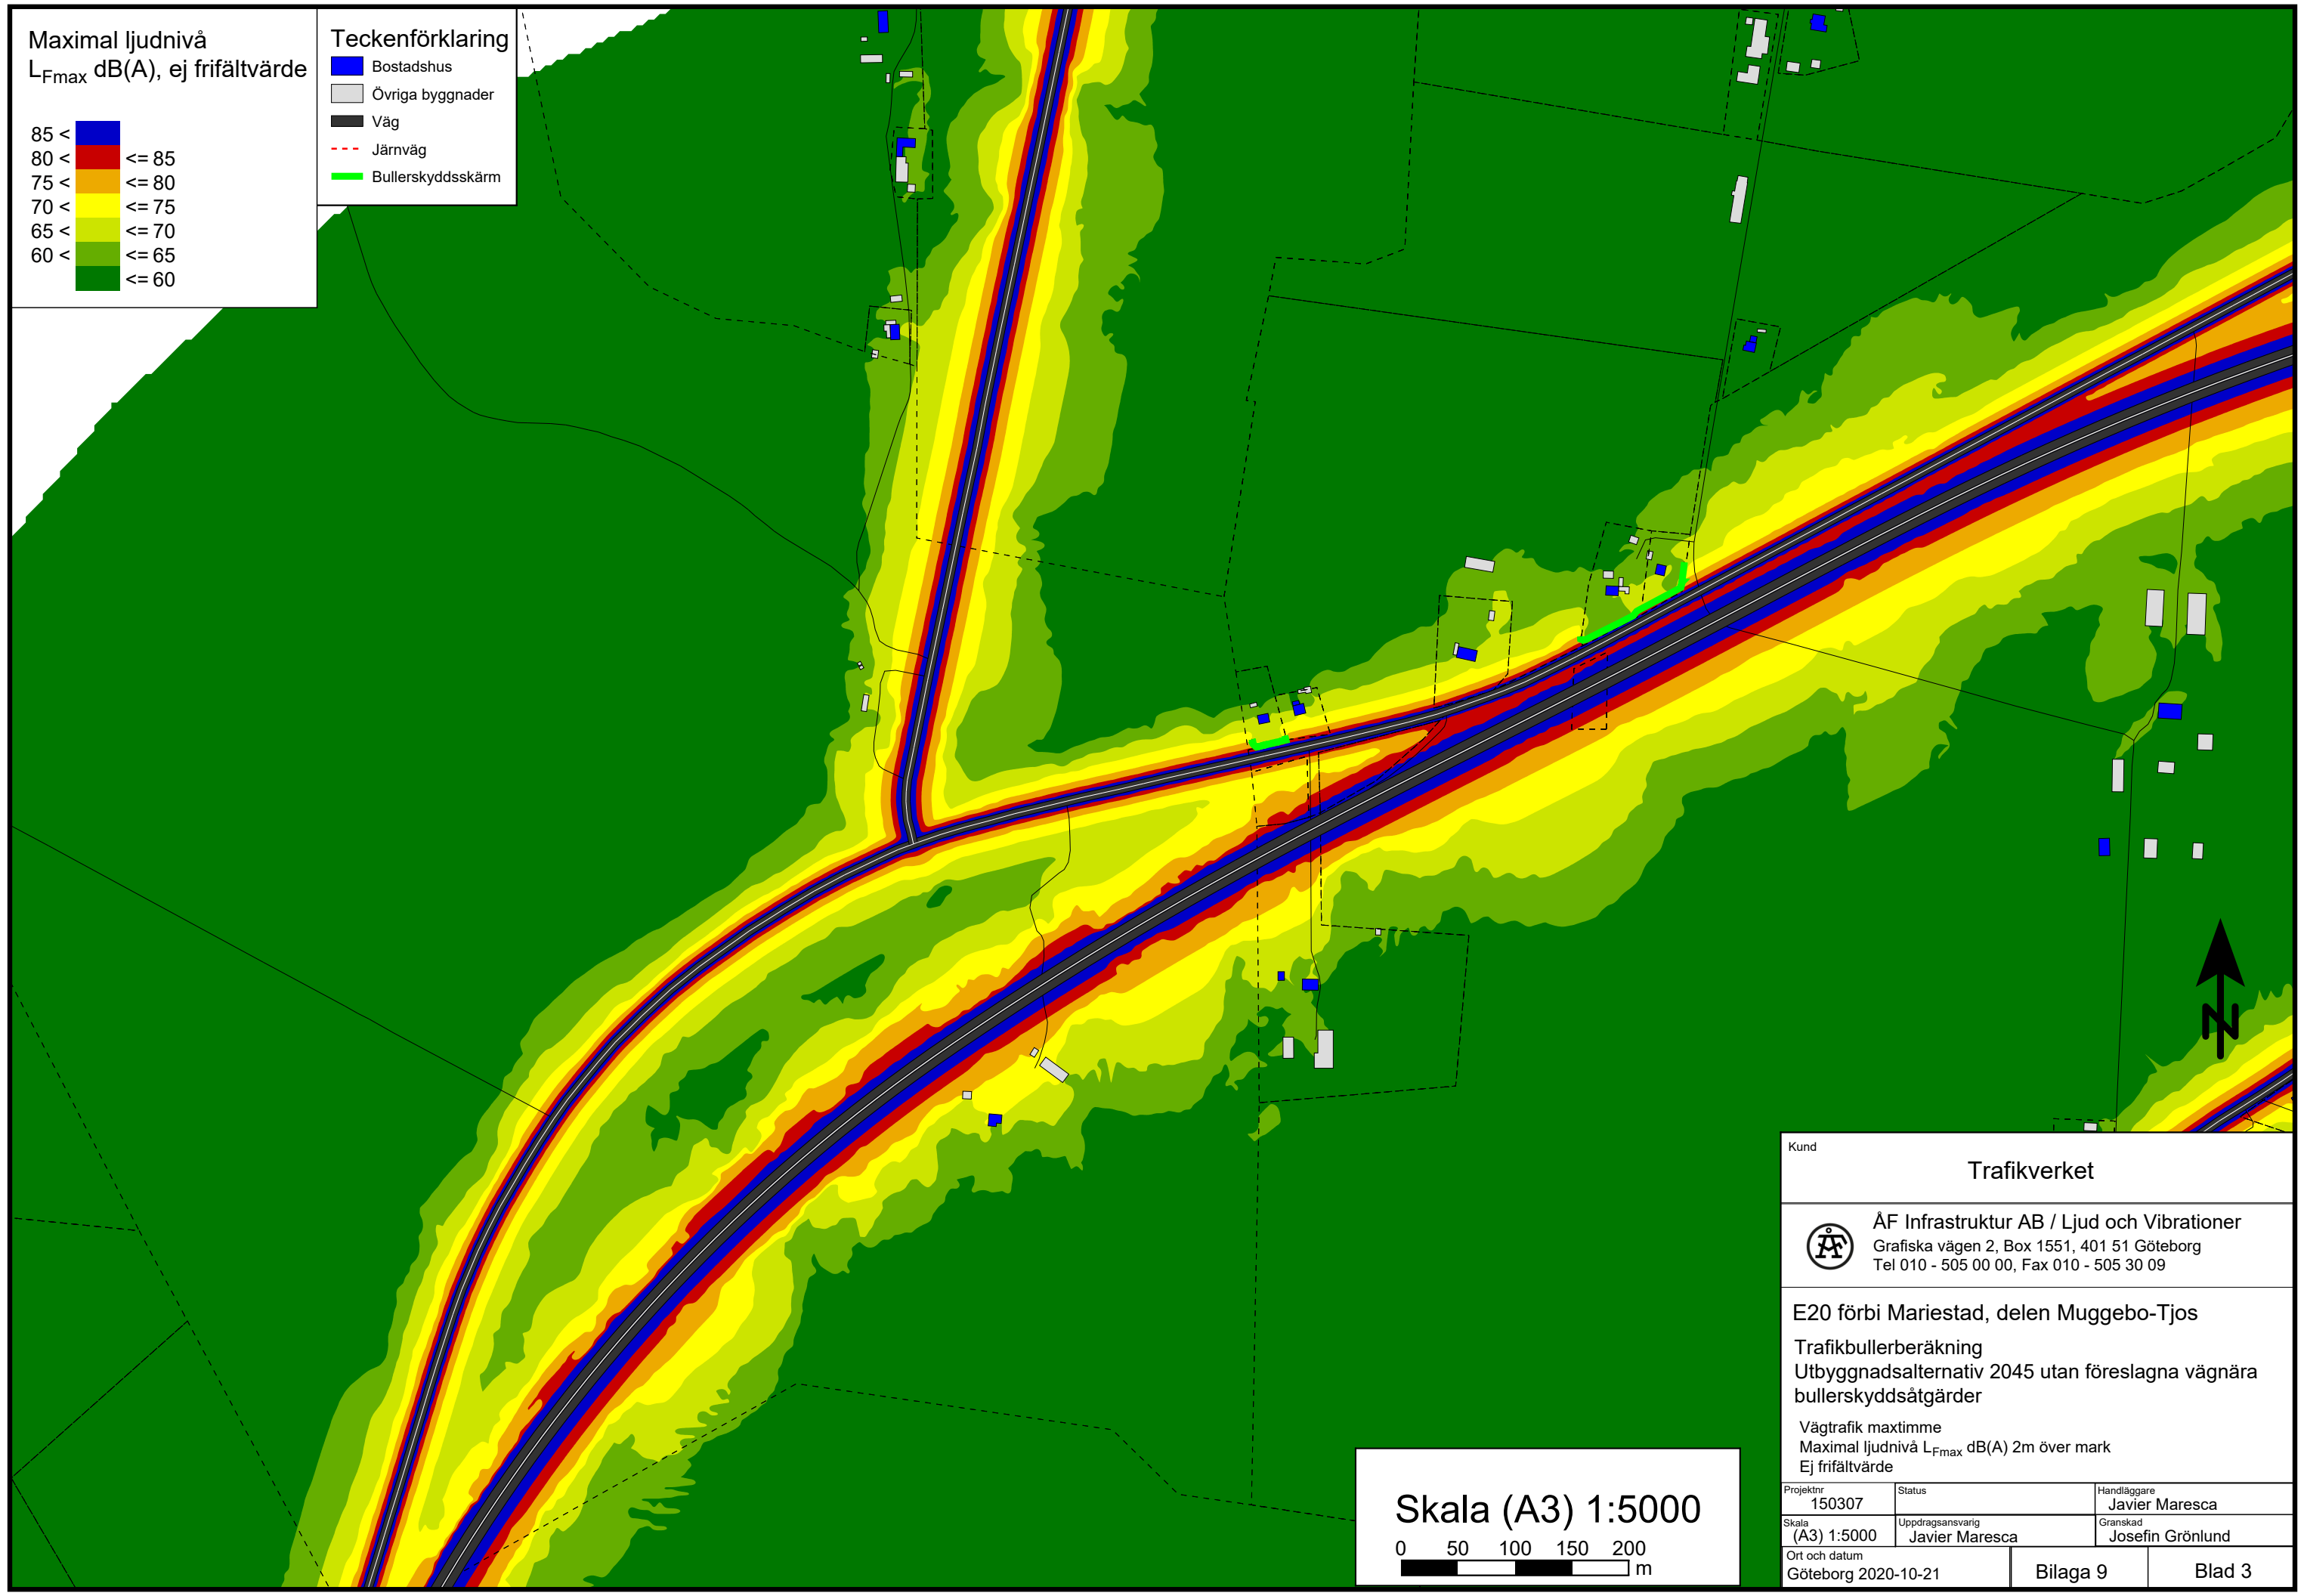 Maximal ljudnivå
LFmax dB(A), ej frifältvärde
85 <
80 < <= 85
75 < <= 80
70 < <= 75
65 < <= 70
60 < <= 65
<= 60
Teckenförklaring
Bostadshus
Övriga byggnader
Väg
Järnväg
Bullerskyddsskärm
N
Skala (A3) 1:5000
0 50 100 150 200
m
Kund
Trafikverket
ÅF
ÅF Infrastruktur AB / Ljud och Vibrationer
Grafiska vägen 2, Box 1551, 401 51 Göteborg
Tel 010 - 505 00 00, Fax 010 - 505 30 09
E20 förbi Mariestad, delen Muggebo-Tjos
Trafikbullerberäkning
Utbyggnadsalternativ 2045 utan föreslagna vägnära
bullerskyddsåtgärder
Vägtrafik maxtimme
Maximal ljudnivå LFmax dB(A) 2m över mark
Ej frifältvärde
Projektnr
150307
Status
Handläggare
Javier Maresca
Skala
(A3) 1:5000
Uppdragsansvarig
Javier Maresca
Granskad
Josefin Grönlund
Ort och datum
Göteborg 2020-10-21
Bilaga 9
Blad 3